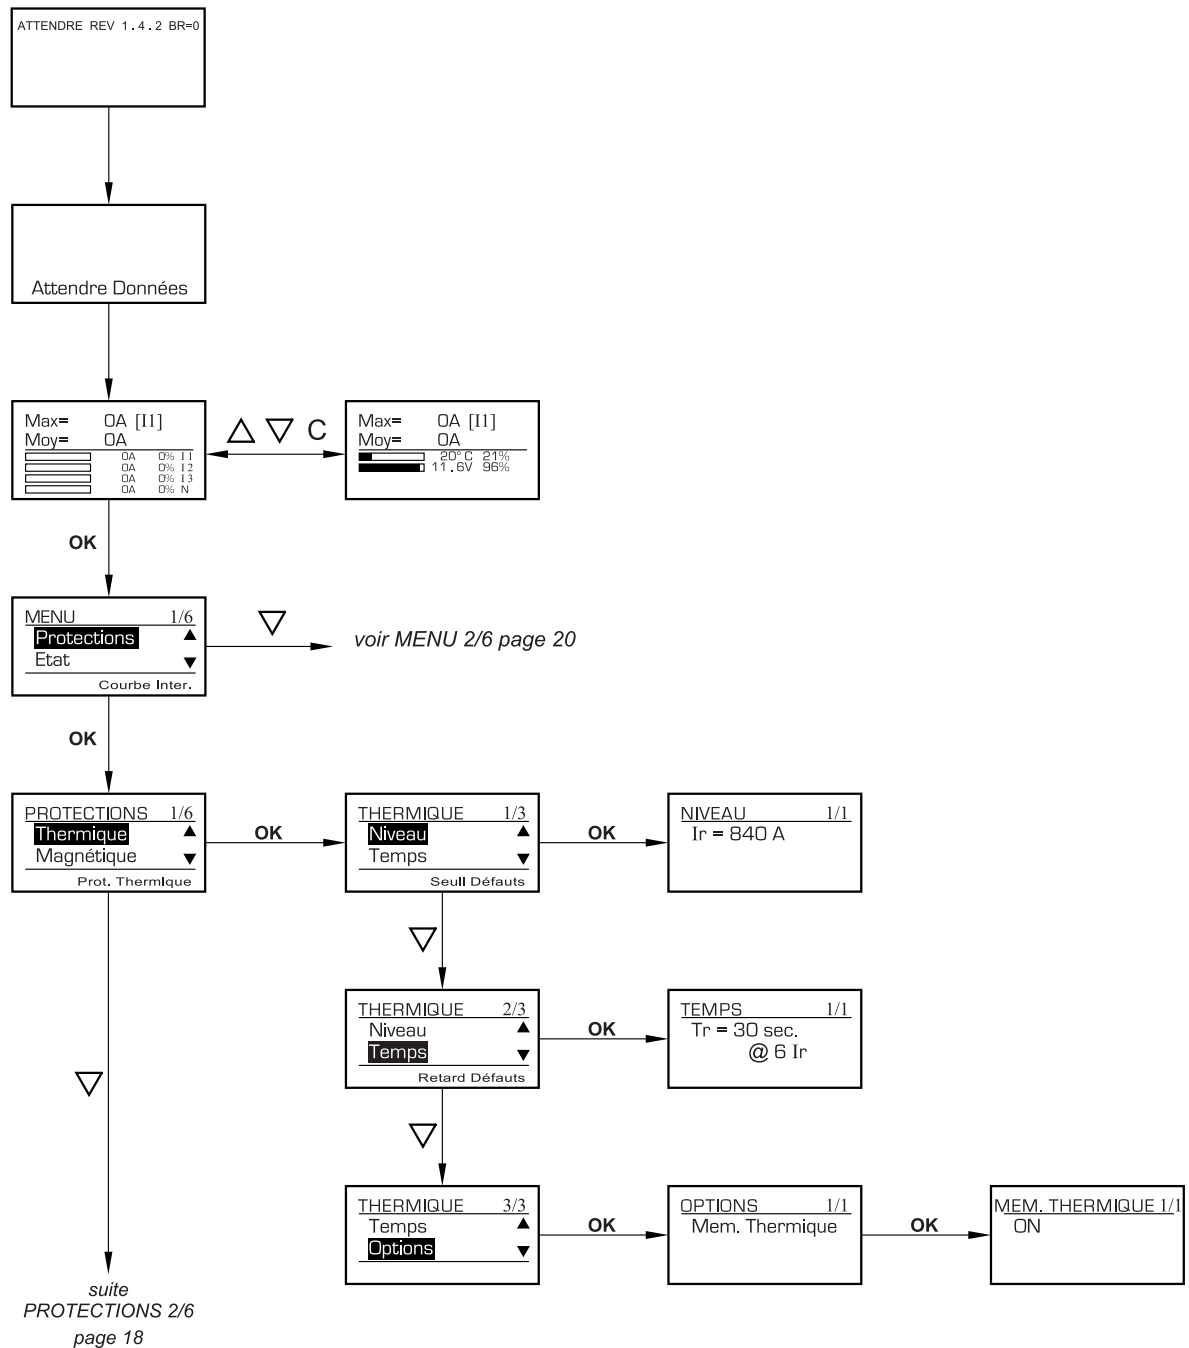 ATTENDRE REV 1.4.2 BR=0
Attendre Données
Max= 0A [I1]
Moy= 0A
0A 0% I1
0A 0% I2
0A 0% I3
0A 0% N
C
Max= 0A [I1]
Moy= 0A
20°C 21%
11.6V 96%
OK
MENU 1/6
Protections
Etat
Courbe Inter.
voir MENU 2/6 page 20
OK
PROTECTIONS 1/6
Thermique
Magnétique
Prot. Thermique
OK
THERMIQUE 1/3
Niveau
Temps
Seuil Défauts
OK
NIVEAU 1/1
Ir = 840 A
THERMIQUE 2/3
Niveau
Temps
Retard Défauts
OK
TEMPS 1/1
Tr = 30 sec.
@ 6 Ir
THERMIQUE 3/3
Temps
Options
OK
OPTIONS 1/1
Mem. Thermique
OK
MEM. THERMIQUE 1/1
ON
suite
PROTECTIONS 2/6
page 18